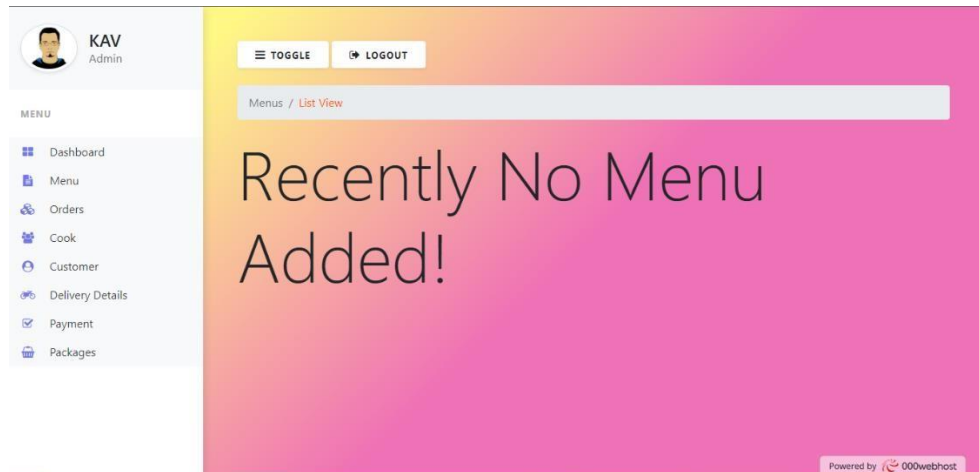 KAV
Admin
MENU
Dashboard
Menu
Orders
Cook
Customer
Delivery Details
Payment
Packages
TOGGLE
LOGOUT
Menus / List View
Recently No Menu
Added!
Powered by 000webhost